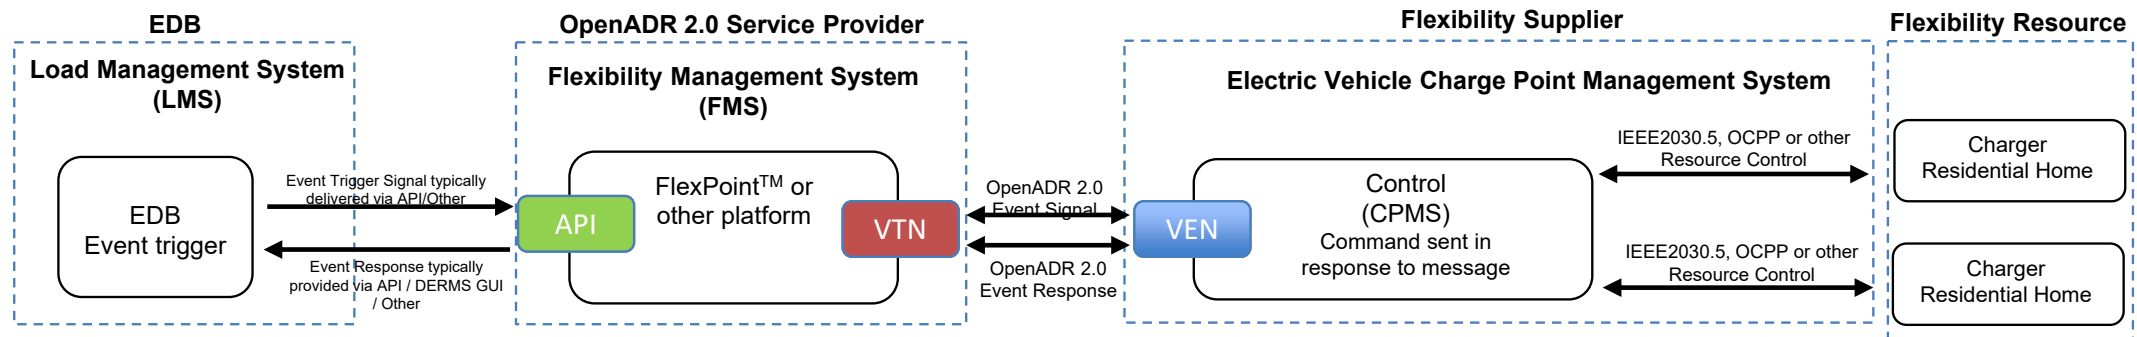 EDB
Load Management System
(LMS)
EDB
Event trigger
Event Trigger Signal typically
delivered via API/Other
Event Response typically
provided via API / DERMS GUI
/ Other
OpenADR 2.0 Service Provider
Flexibility Management System
(FMS)
API
FlexPoint™ or
other platform
VTN
OpenADR 2.0
Event Signal
OpenADR 2.0
Event Response
Flexibility Supplier
Electric Vehicle Charge Point Management System
VEN
Control
(CPMS)
Command sent in
response to message
IEEE2030.5, OCPP or other
Resource Control
IEEE2030.5, OCPP or other
Resource Control
Flexibility Resource
Charger
Residential Home
Charger
Residential Home